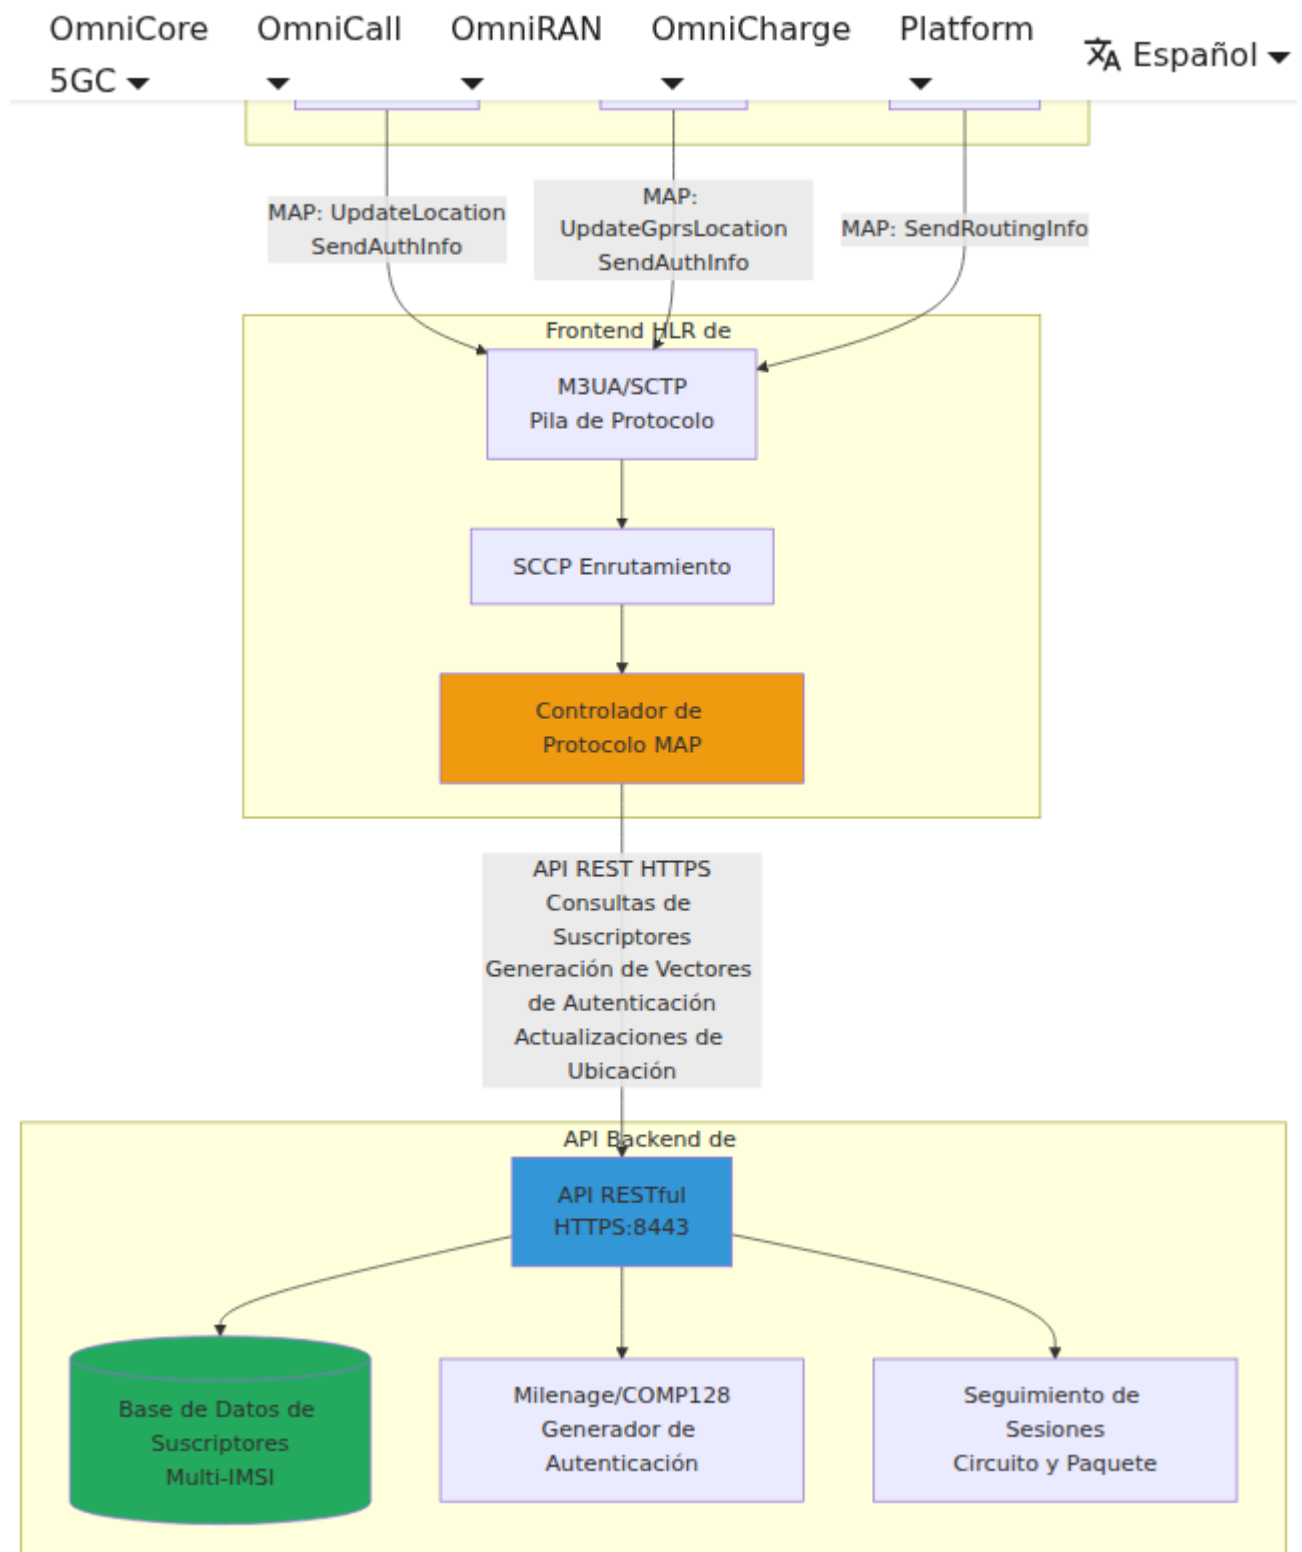 OmniCore
5GC
OmniCall
OmniRAN
OmniCharge
Platform
Español
MAP: UpdateLocation
SendAuthInfo
MAP:
UpdateGprsLocation
SendAuthInfo
MAP: SendRoutingInfo
Frontend HLR de
M3UA/SCTP
Pila de Protocolo
SCCP Enrutamiento
Controlador de
Protocolo MAP
API REST HTTPS
Consultas de
Suscriptores
Generación de Vectores
de Autenticación
Actualizaciones de
Ubicación
API Backend de
API RESTful
HTTPS:8443
Base de Datos de
Suscriptores
Multi-IMSI
Milenage/COMP128
Generador de
Autenticación
Seguimiento de
Sesiones
Circuito y Paquete